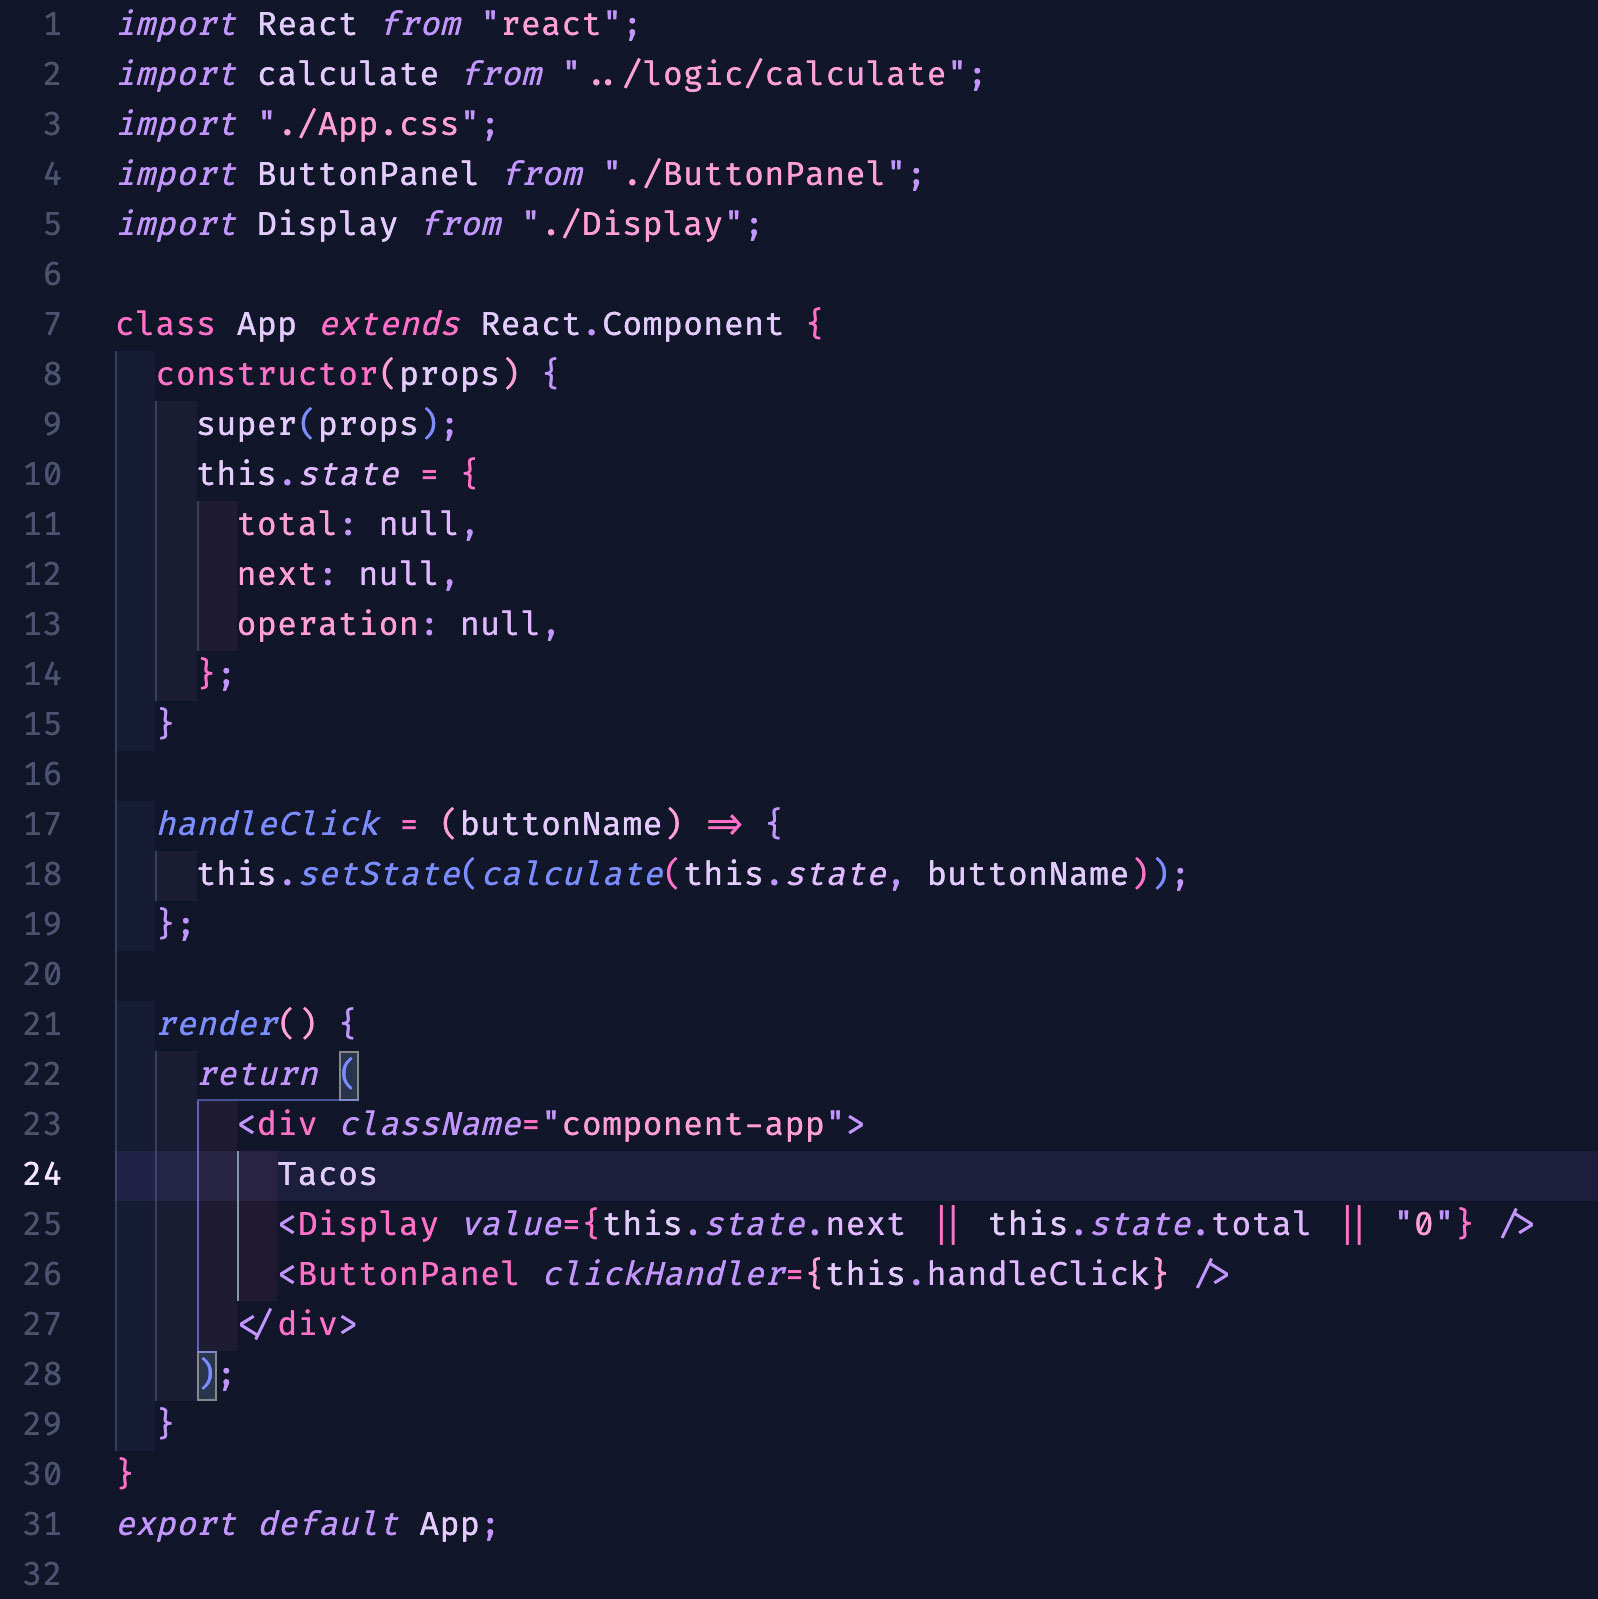 1 import React from "react";
2 import calculate from "../logic/calculate";
3 import "./App.css";
4 import ButtonPanel from "./ButtonPanel";
5 import Display from "./Display";
6
7 class App extends React.Component {
8   constructor(props) {
9     super(props);
10     this.state = {
11       total: null,
12       next: null,
13       operation: null,
14     };
15   }
16
17   handleClick = (buttonName) => {
18     this.setState(calculate(this.state, buttonName));
19   };
20
21   render() {
22     return (
23       <div className="component-app">
24         Tacos
25         <Display value={this.state.next || this.state.total || "0"} />
26         <ButtonPanel clickHandler={this.handleClick} />
27       </div>
28     );
29   }
30 }
31 export default App;
32